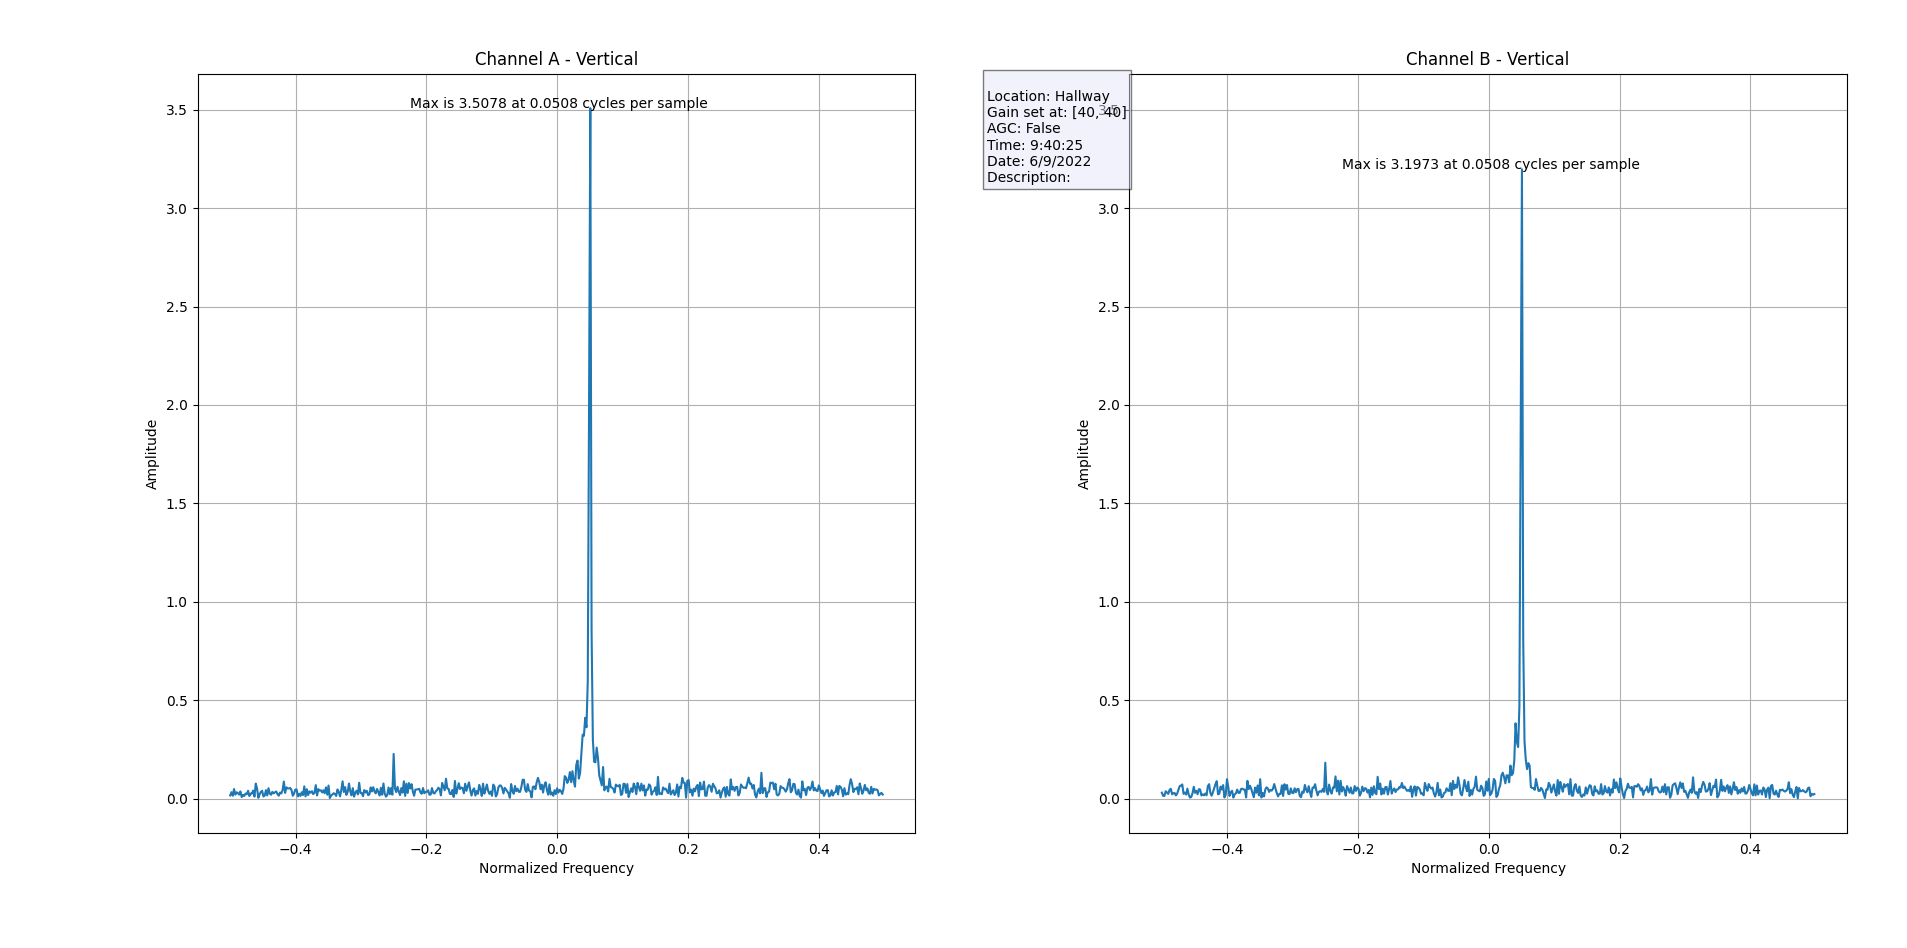 Channel A - Vertical
Max is 3.5078 at 0.0508 cycles per sample
3.5
3.0
2.5
2.0
1.5
1.0
0.5
0.0
Amplitude
−0.4 −0.2 0.0 0.2 0.4
Normalized Frequency
Location: Hallway
Gain set at: [40, 40]
AGC: False
Time: 9:40:25
Date: 6/9/2022
Description:
Channel B - Vertical
Max is 3.1973 at 0.0508 cycles per sample
3.5
3.0
2.5
2.0
1.5
1.0
0.5
0.0
Amplitude
−0.4 −0.2 0.0 0.2 0.4
Normalized Frequency